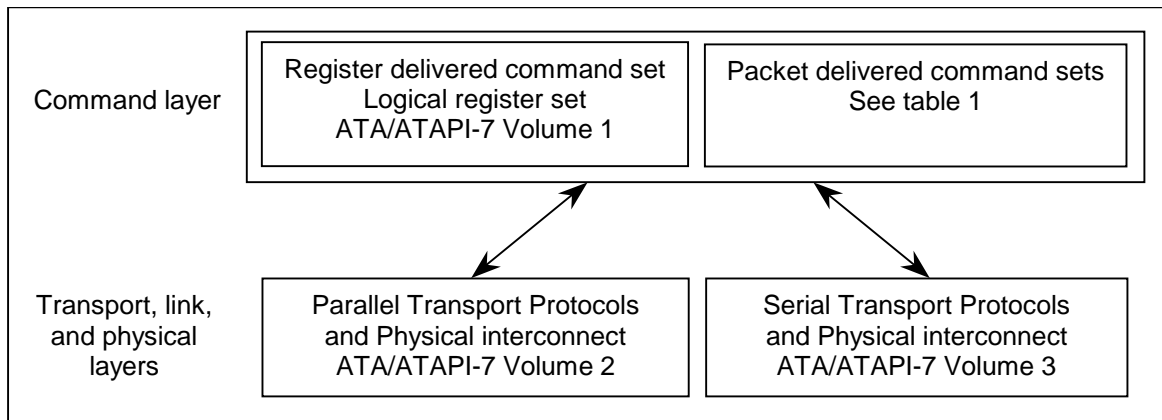 Command layer
Register delivered command set
Logical register set
ATA/ATAPI-7 Volume 1
Packet delivered command sets
See table 1
Transport, link,
and physical
layers
Parallel Transport Protocols
and Physical interconnect
ATA/ATAPI-7 Volume 2
Serial Transport Protocols
and Physical interconnect
ATA/ATAPI-7 Volume 3